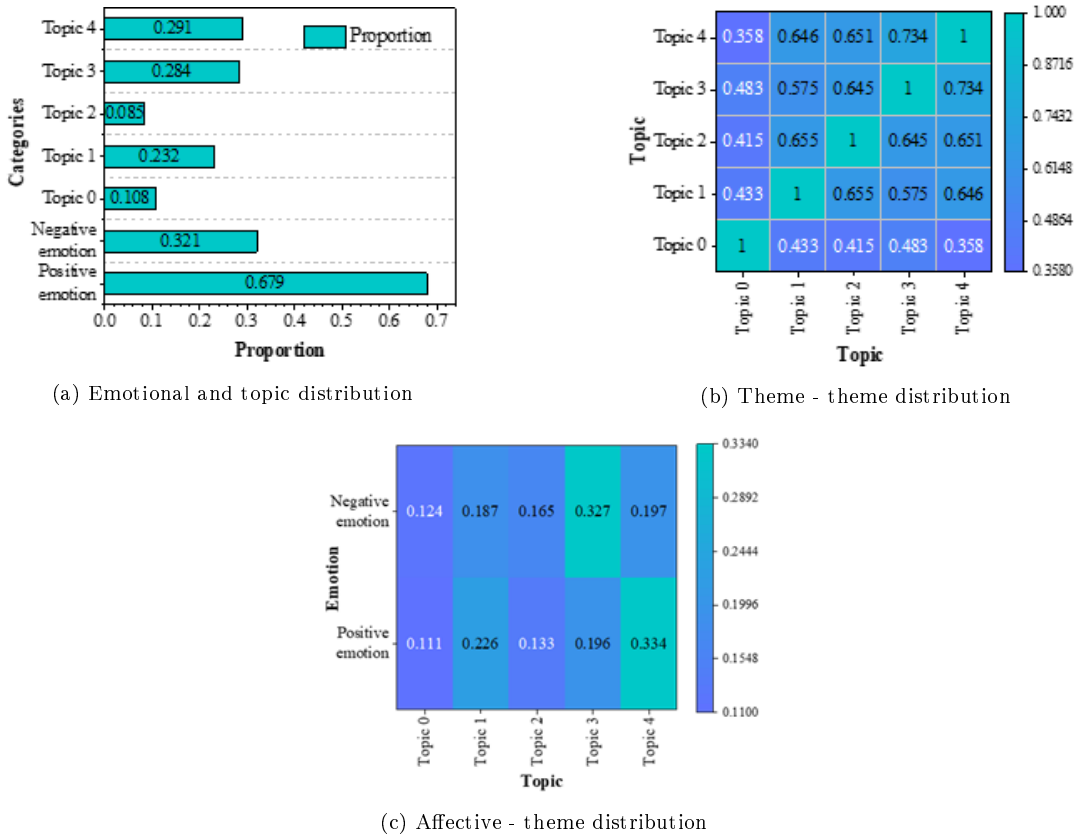 Topic 4
0.291
Proportion
Topic 3
0.284
Topic 2
0.085
Topic 1
0.232
Topic 0
0.108
Negative
emotion
0.321
Positive
emotion
0.679
Categories
0.0 0.1 0.2 0.3 0.4 0.5 0.6 0.7
Proportion
(a) Emotional and topic distribution
Topic 4 0.358 0.646 0.651 0.734 1
Topic 3 0.483 0.575 0.645 1 0.734
Topic 2 0.415 0.655 1 0.645 0.651
Topic 1 0.433 1 0.655 0.575 0.646
Topic 0 1 0.433 0.415 0.483 0.358
Topic
Topic 0 Topic 1 Topic 2 Topic 3 Topic 4
Topic
1.000
0.8716
0.7432
0.6148
0.4864
0.3580
(b) Theme - theme distribution
Negative
emotion
0.124 0.187 0.165 0.327 0.197
Positive
emotion
0.111 0.226 0.133 0.196 0.334
Emotion
Topic 0 Topic 1 Topic 2 Topic 3 Topic 4
Topic
0.3340
0.2892
0.2444
0.1996
0.1548
0.1100
(c) Affective - theme distribution